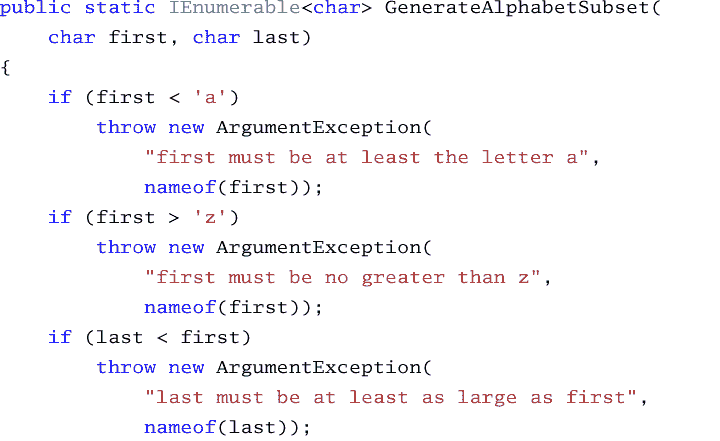 public static IEnumerable<char> GenerateAlphabetSubset(
    char first, char last)
{
    if (first < 'a')
        throw new ArgumentException(
            "first must be at least the letter a",
            nameof(first));
    if (first > 'z')
        throw new ArgumentException(
            "first must be no greater than z",
            nameof(first));
    if (last < first)
        throw new ArgumentException(
            "last must be at least as large as first",
            nameof(last));